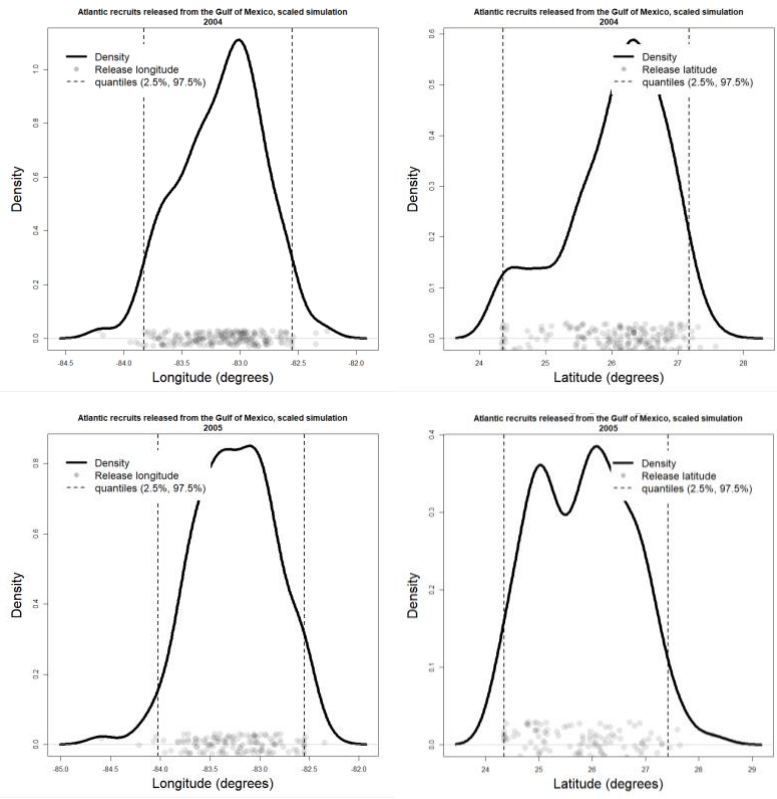 Atlantic recruits released from the Gulf of Mexico, scaled simulation
2004
Density
Release longitude
quantiles (2.5%, 97.5%)
Density
0.0
0.2
0.4
0.6
0.8
1.0
-84.5
-84.0
-83.5
-83.0
-82.5
-82.0
Longitude (degrees)
Atlantic recruits released from the Gulf of Mexico, scaled simulation
2004
Density
Release latitude
quantiles (2.5%, 97.5%)
Density
0.0
0.1
0.2
0.3
0.4
0.5
0.6
24
25
26
27
28
Latitude (degrees)
Atlantic recruits released from the Gulf of Mexico, scaled simulation
2005
Density
Release longitude
quantiles (2.5%, 97.5%)
Density
0.0
0.2
0.4
0.6
0.8
-85.0
-84.5
-84.0
-83.5
-83.0
-82.5
-82.0
Longitude (degrees)
Atlantic recruits released from the Gulf of Mexico, scaled simulation
2005
Density
Release latitude
quantiles (2.5%, 97.5%)
Density
0.0
0.1
0.2
0.3
0.4
24
25
26
27
28
29
Latitude (degrees)